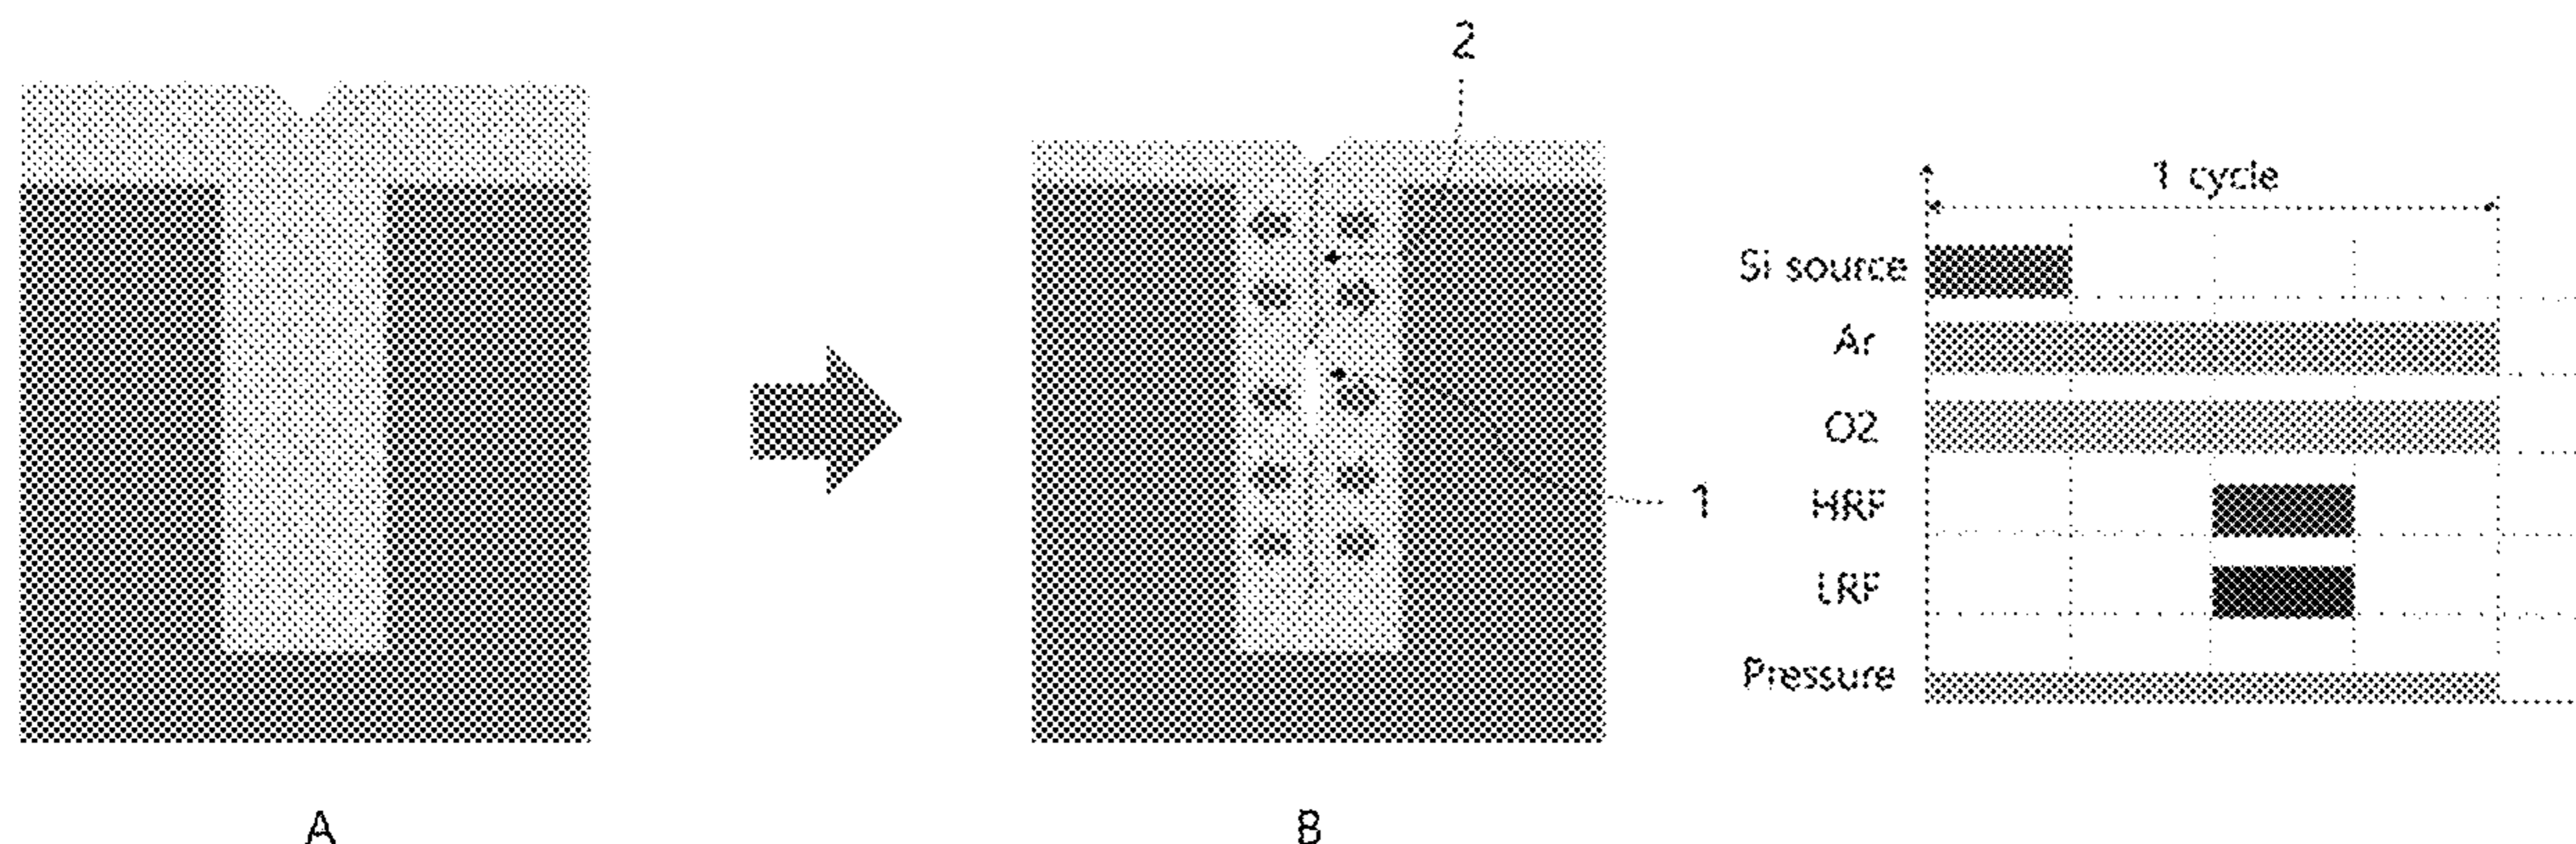 2
1
A
B
1 cycle
Si source
Ar
O2
HRF
LRF
Pressure